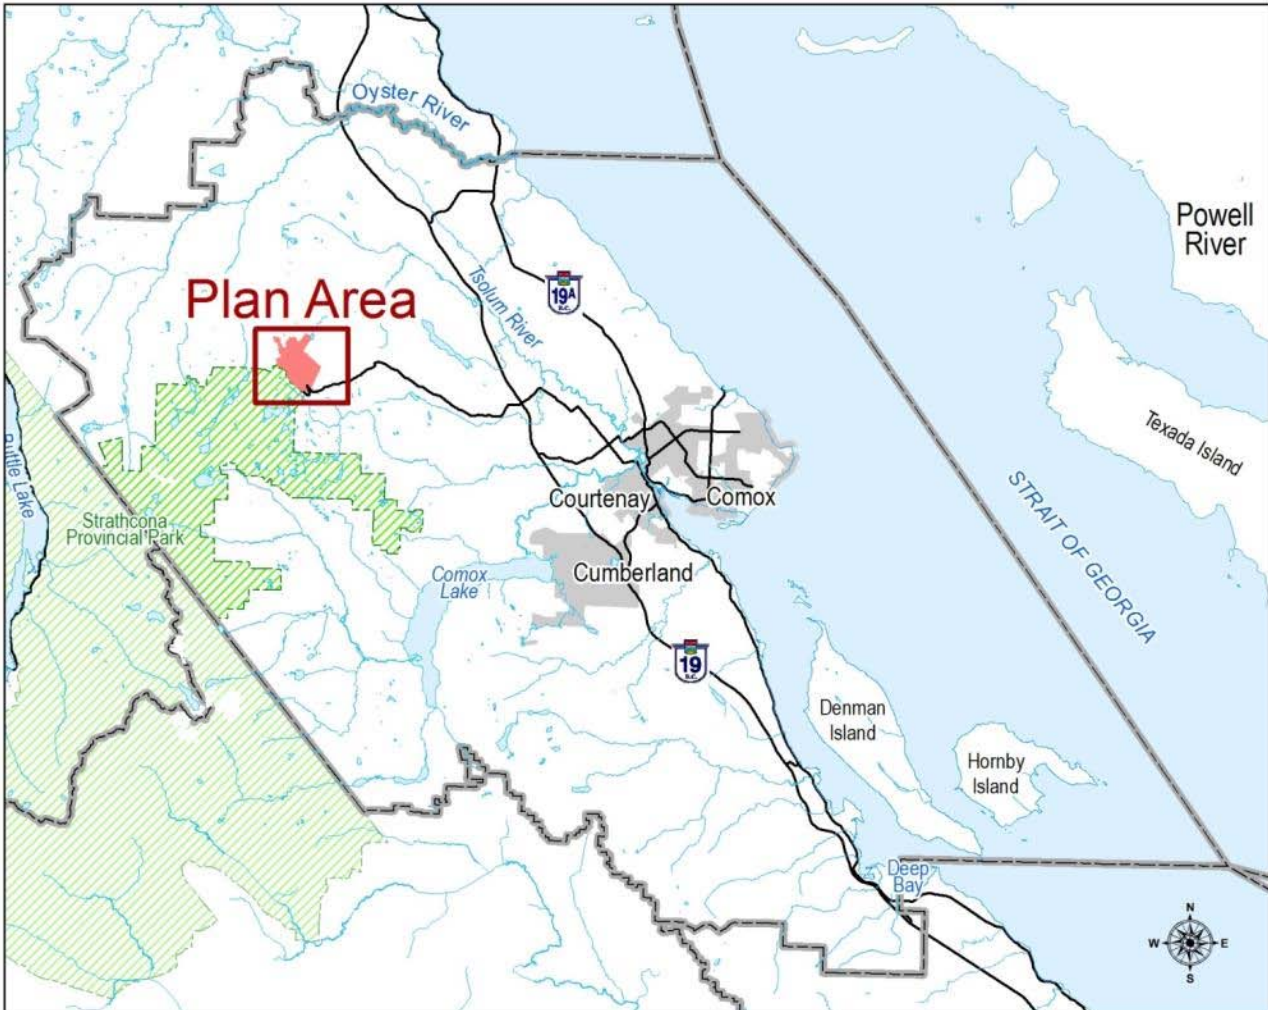 Oyster River
Powell
River
Plan Area
19A
B.C.
Tsolum River
Texada Island
Buttle Lake
STRAIT OF GEORGIA
Courtenay
Comox
Strathcona
Provincial Park
Comox
Lake
Cumberland
19
B.C.
Denman
Island
Hornby
Island
Deep
Bay
N
W
E
S